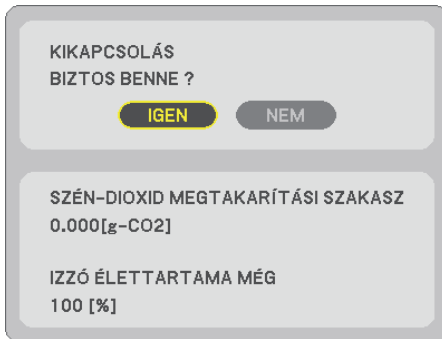 KIKAPCSOLÁS
BIZTOS BENNE ?
IGEN NEM
SZÉN-DIOXID MEGTAKARÍTÁSI SZAKASZ
0.000[g-CO2]
IZZÓ ÉLETTARTAMA MÉG
100 [%]